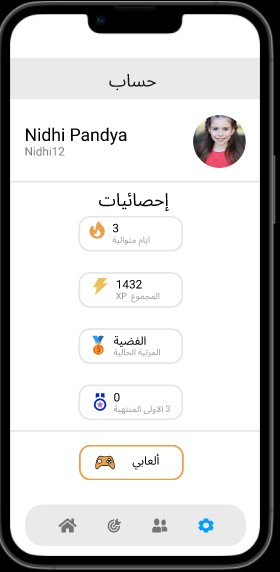 حساب
Nidhi Pandya
Nidhi12
إحصائيات
3
ايام متوالية
1432
المجموع XP
الفضية
المرتبة الحالية
0
3 الاولى المنتهية
ألعابي